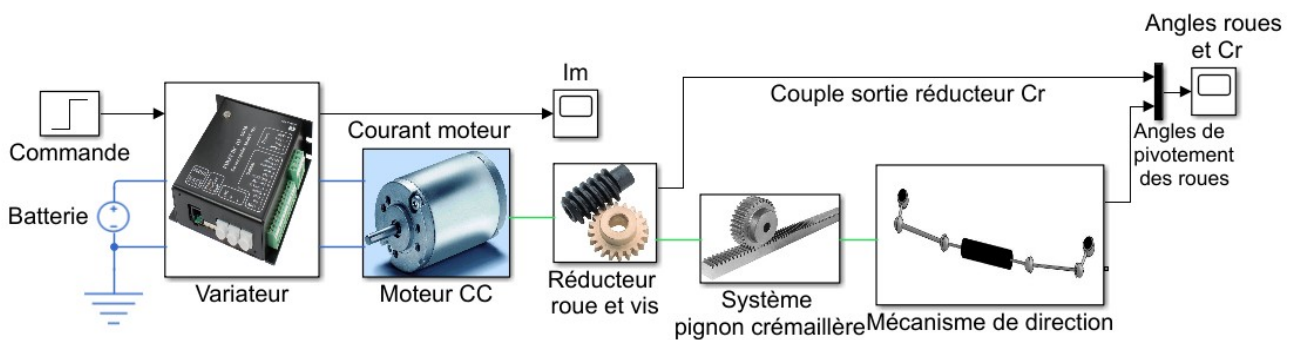 Commande
Batterie
Variateur
Courant moteur
Moteur CC
Im
Réducteur
roue et vis
Couple sortie réducteur Cr
Système
pignon crémaillère
Mécanisme de direction
Angles de
pivotement
des roues
Angles roues
et Cr